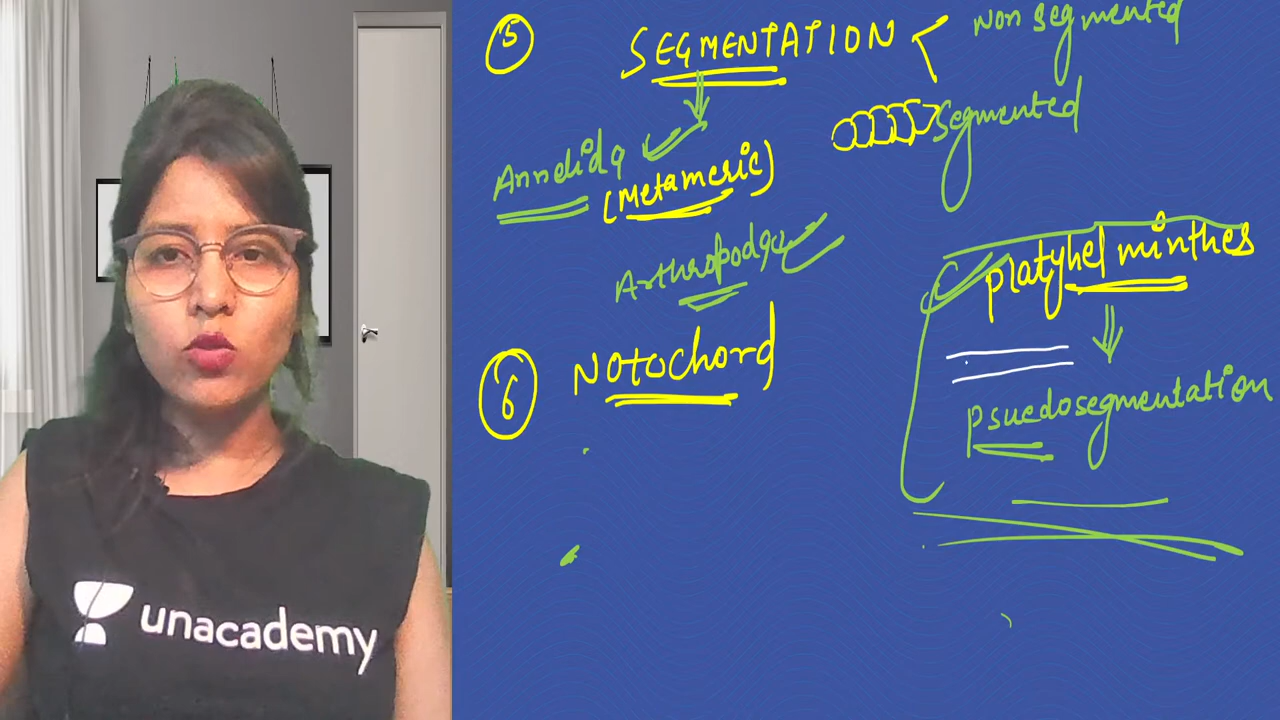 5 SEGMENTATION
Non segmented
Segmented
Annelida
(Metameric)
Arthropoda
platyhelminthes
psuedosegmentation
6 Notochord
unacademy